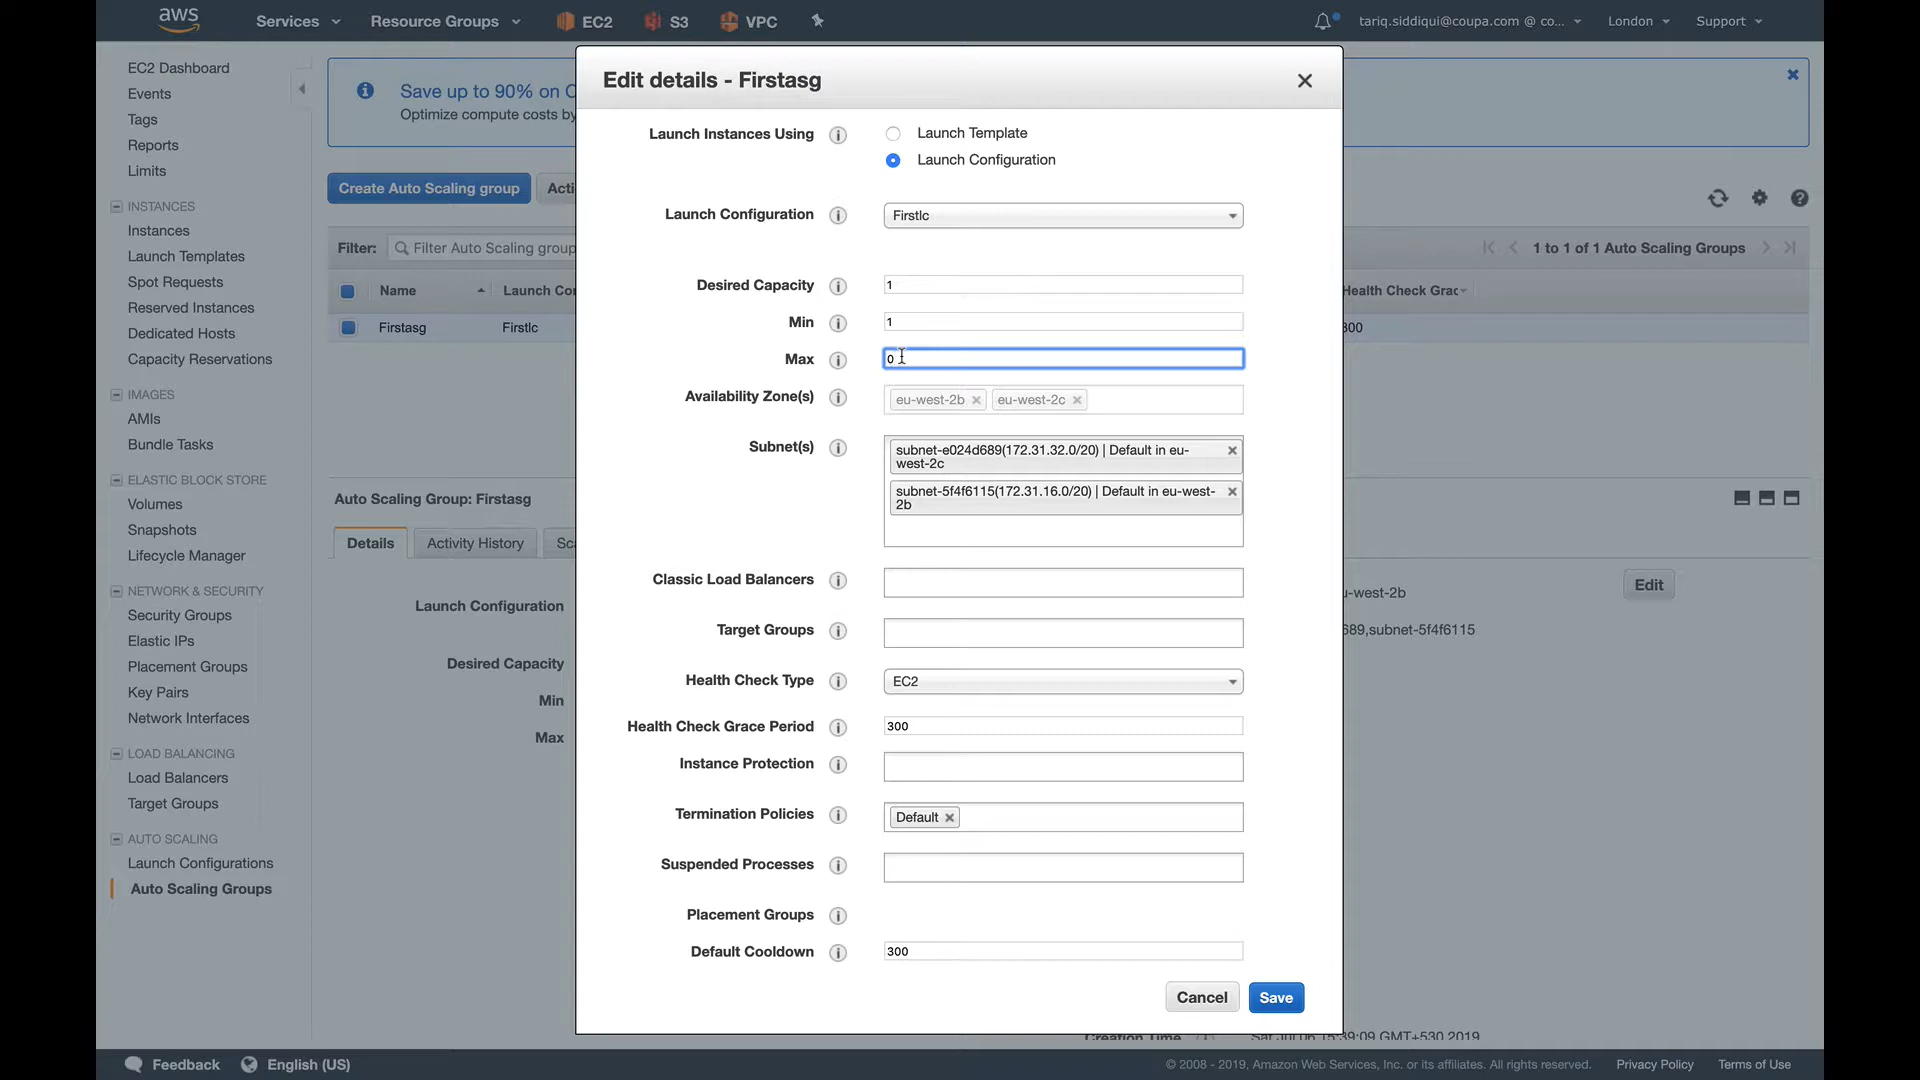 aws
Services
Resource Groups
EC2
S3
VPC
tariq.siddiqui@coupa.com @ co...
London
Support
EC2 Dashboard
Events
Tags
Reports
Limits
INSTANCES
Instances
Launch Templates
Spot Requests
Reserved Instances
Dedicated Hosts
Capacity Reservations
IMAGES
AMIs
Bundle Tasks
ELASTIC BLOCK STORE
Volumes
Snapshots
Lifecycle Manager
NETWORK & SECURITY
Security Groups
Elastic IPs
Placement Groups
Key Pairs
Network Interfaces
LOAD BALANCING
Load Balancers
Target Groups
AUTO SCALING
Launch Configurations
Auto Scaling Groups
Save up to 90% on
Optimize compute costs by
Create Auto Scaling group
Acti
Filter:
Filter Auto Scaling group
1 to 1 of 1 Auto Scaling Groups
Name
Launch Co
Health Check Grac
Firstasg
Firstlc
300
Auto Scaling Group: Firstasg
Details
Activity History
Sc
Launch Configuration
Desired Capacity
Min
Max
u-west-2b
Edit
689,subnet-5f4f6115
Creation Time
Sat Jul 06 15:39:09 GMT+530 2019
Edit details - Firstasg
Launch Instances Using
Launch Template
Launch Configuration
Launch Configuration
Firstlc
Desired Capacity
1
Min
1
Max
0
Availability Zone(s)
eu-west-2b
eu-west-2c
Subnet(s)
subnet-e024d689(172.31.32.0/20) | Default in eu-
west-2c
subnet-5f4f6115(172.31.16.0/20) | Default in eu-west-
2b
Classic Load Balancers
Target Groups
Health Check Type
EC2
Health Check Grace Period
300
Instance Protection
Termination Policies
Default
Suspended Processes
Placement Groups
Default Cooldown
300
Cancel
Save
Feedback
English (US)
© 2008 - 2019, Amazon Web Services, Inc. or its affiliates. All rights reserved.
Privacy Policy
Terms of Use